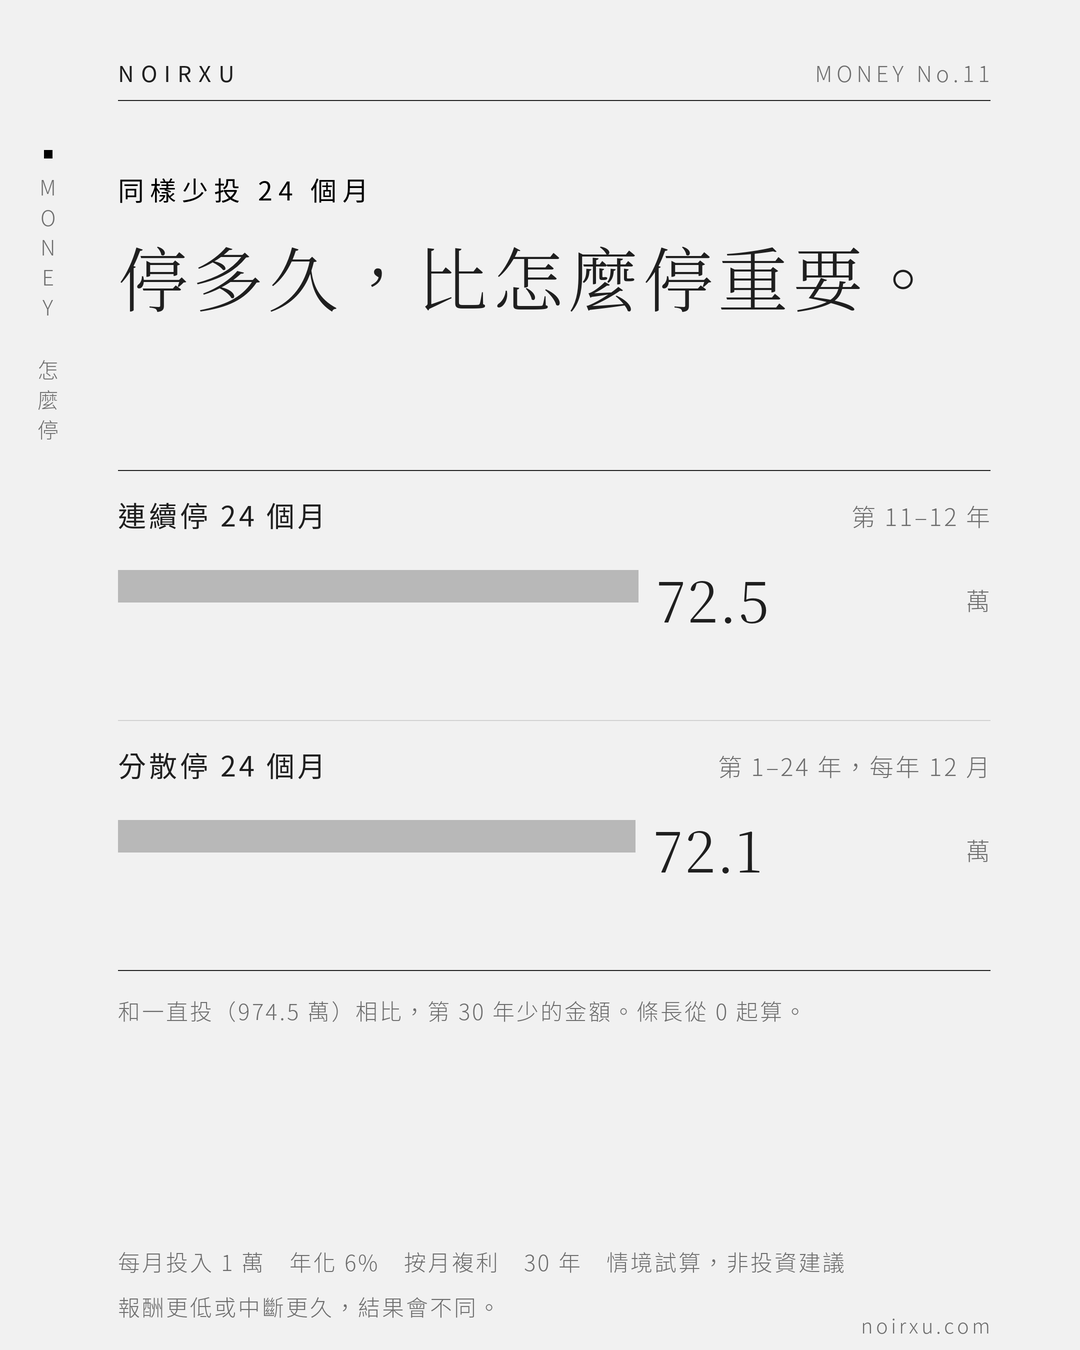 NOIRXU
MONEY No.11
MONEY 怎麼停
同樣少投 24 個月
停多久，比怎麼停重要。
連續停 24 個月
第 11–12 年
72.5
萬
分散停 24 個月
第 1–24 年，每年 12 月
72.1
萬
和一直投（974.5 萬）相比，第 30 年少的金額。條長從 0 起算。
每月投入 1 萬　年化 6%　按月複利　30 年　情境試算，非投資建議
報酬更低或中斷更久，結果會不同。
noirxu.com